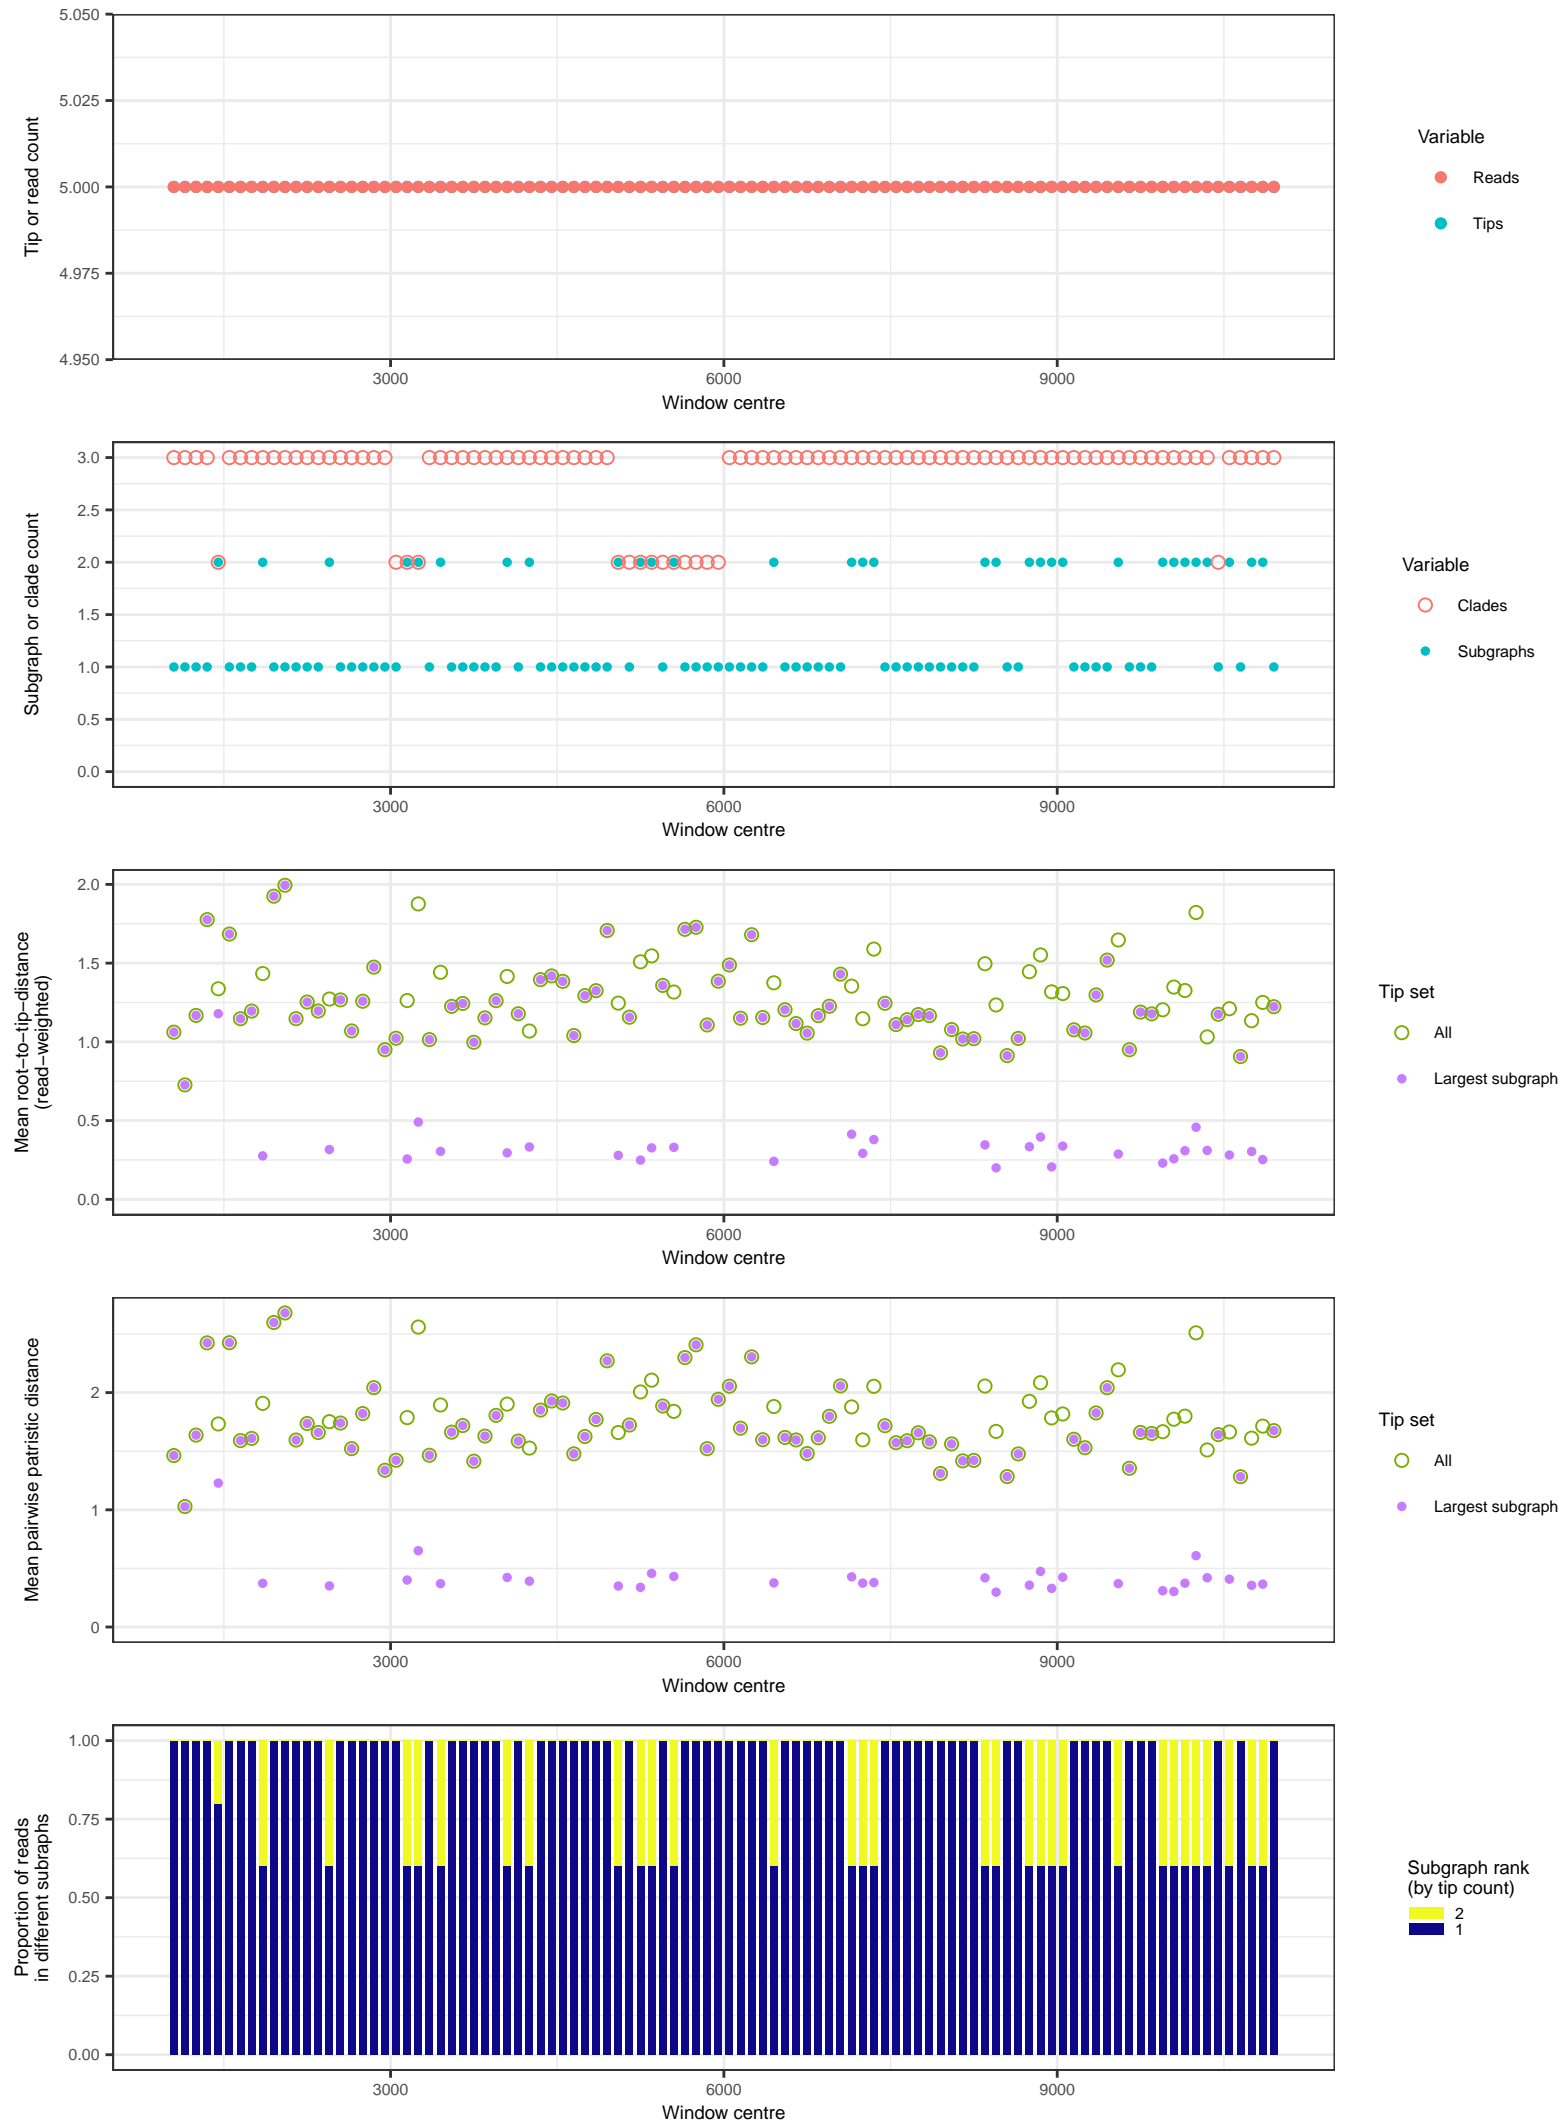 5.050
5.025
5.000
4.975
4.950
Tip or read count
3000
6000
9000
Window centre
Variable
Reads
Tips
3.0
2.5
2.0
1.5
1.0
0.5
0.0
Subgraph or clade count
3000
6000
9000
Window centre
Variable
Clades
Subgraphs
2.0
1.5
1.0
0.5
0.0
Mean root−to−tip−distance
(read−weighted)
3000
6000
9000
Window centre
Tip set
All
Largest subgraph
2
1
0
Mean pairwise patristic distance
3000
6000
9000
Window centre
Tip set
All
Largest subgraph
1.00
0.75
0.50
0.25
0.00
Proportion of reads
in different subraphs
3000
6000
9000
Window centre
Subgraph rank
(by tip count)
2
1